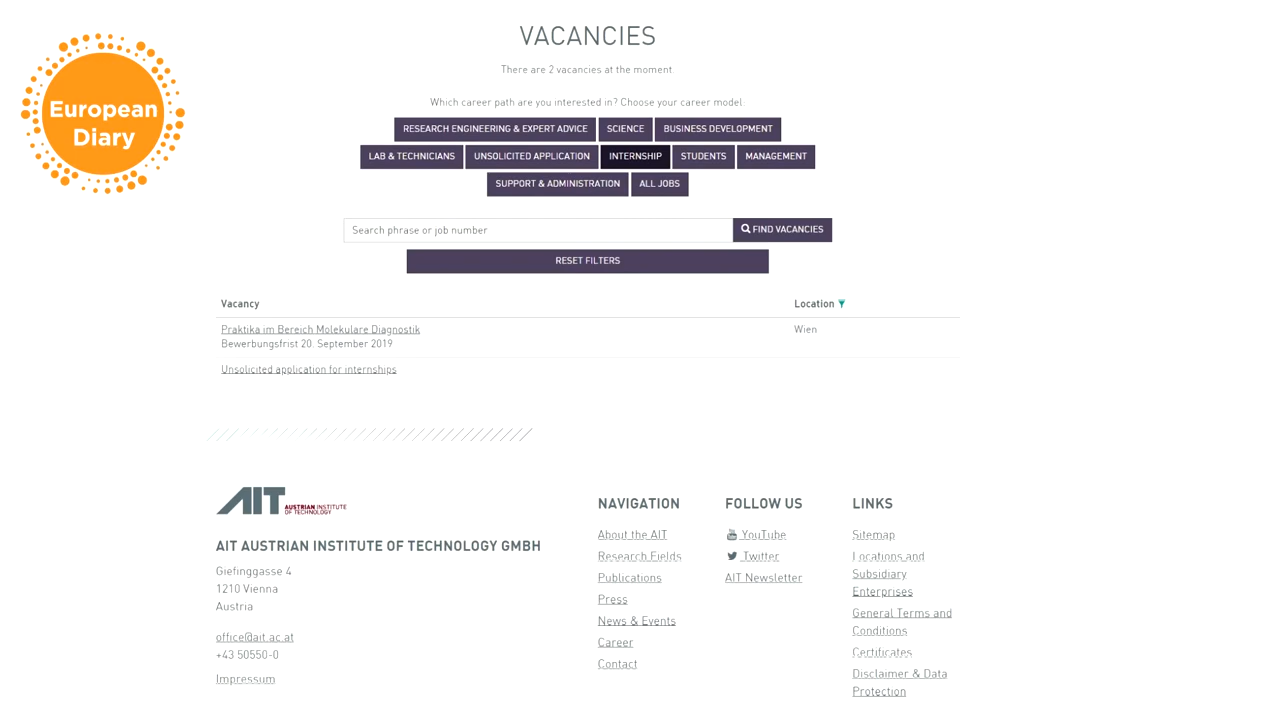 European
Diary
VACANCIES
There are 2 vacancies at the moment.
Which career path are you interested in? Choose your career model:
RESEARCH ENGINEERING & EXPERT ADVICE SCIENCE BUSINESS DEVELOPMENT
LAB & TECHNICIANS UNSOLICITED APPLICATION INTERNSHIP STUDENTS MANAGEMENT
SUPPORT & ADMINISTRATION ALL JOBS
Search phrase or job number FIND VACANCIES
RESET FILTERS
Vacancy Location
Praktika im Bereich Molekulare Diagnostik Wien
Bewerbungsfrist 20. September 2019
Unsolicited application for internships
AIT AUSTRIAN INSTITUTE
OF TECHNOLOGY
AIT AUSTRIAN INSTITUTE OF TECHNOLOGY GMBH
Giefinggasse 4
1210 Vienna
Austria
office@ait.ac.at
+43 50550-0
Impressum
NAVIGATION
About the AIT
Research Fields
Publications
Press
News & Events
Career
Contact
FOLLOW US
YouTube
Twitter
AIT Newsletter
LINKS
Sitemap
Locations and
Subsidiary
Enterprises
General Terms and
Conditions
Certificates
Disclaimer & Data
Protection